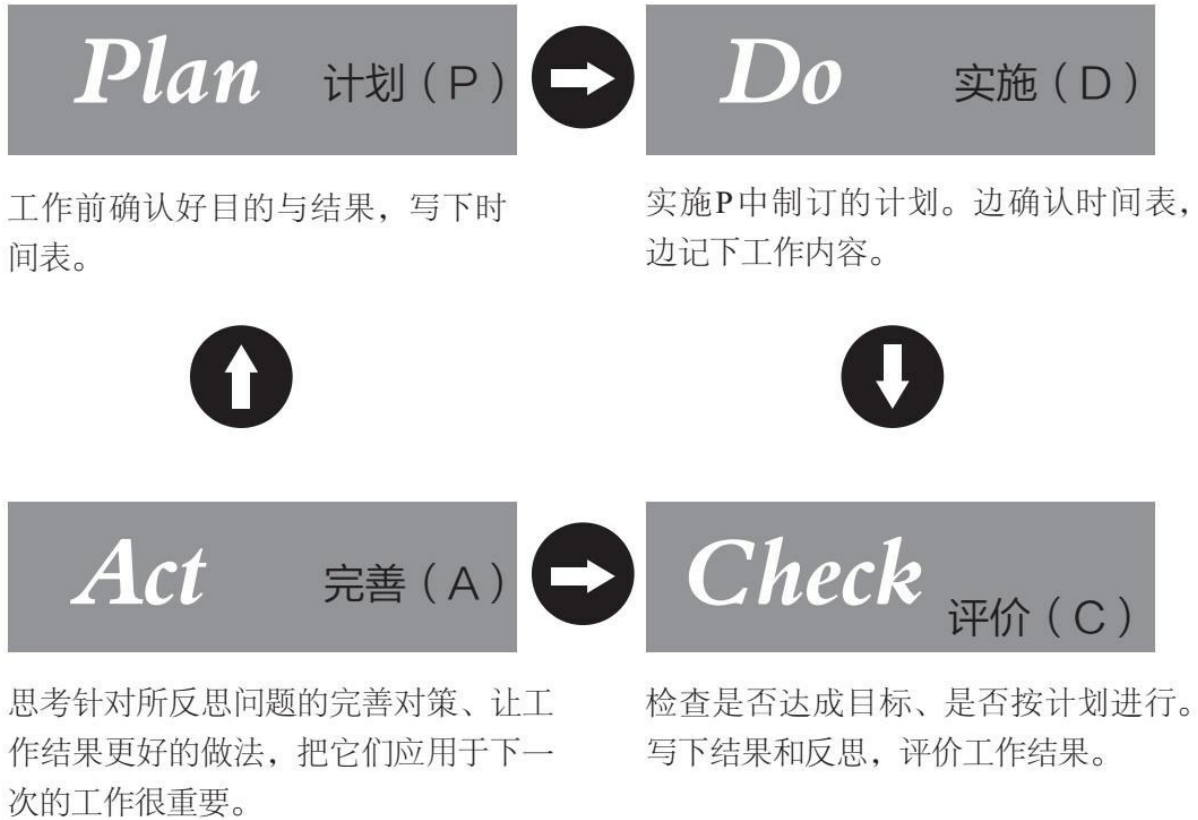 Plan 计划（P）
Do 实施（D）
工作前确认好目的与结果，写下时
间表。
实施P中制订的计划。边确认时间表，
边记下工作内容。
Act 完善（A）
Check 评价（C）
思考针对所反思问题的完善对策、让工
作结果更好的做法，把它们应用于下一
次的工作很重要。
检查是否达成目标、是否按计划进行。
写下结果和反思，评价工作结果。